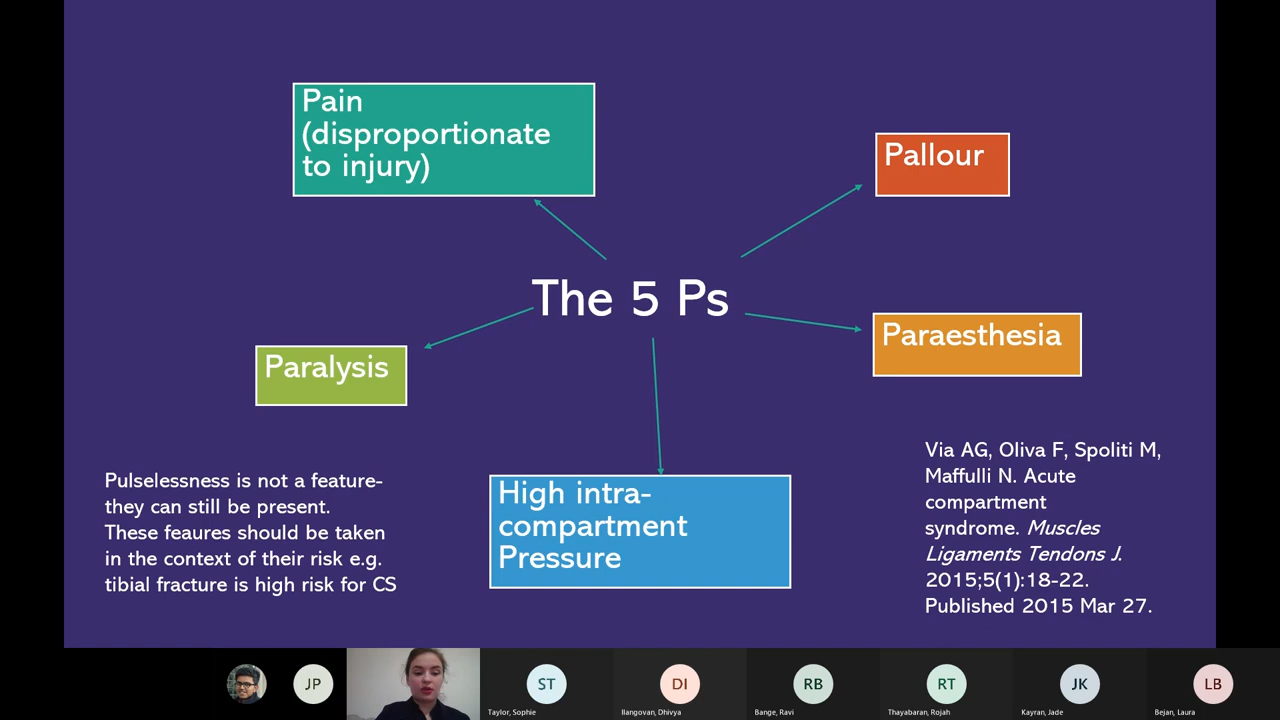 Pain
(disproportionate
to injury)
Pallour
The 5 Ps
Paraesthesia
Paralysis
High intra-
compartment
Pressure
Pulselessness is not a feature-
they can still be present.
These feaures should be taken
in the context of their risk e.g.
tibial fracture is high risk for CS
Via AG, Oliva F, Spoliti M,
Maffulli N. Acute
compartment
syndrome. Muscles
Ligaments Tendons J.
2015;5(1):18-22.
Published 2015 Mar 27.
JP
ST
DI
RB
RT
JK
LB
Taylor, Sophie
Ilangovan, Dhivya
Bange, Ravi
Thayabaran, Rojah
Kayran, Jade
Bejan, Laura